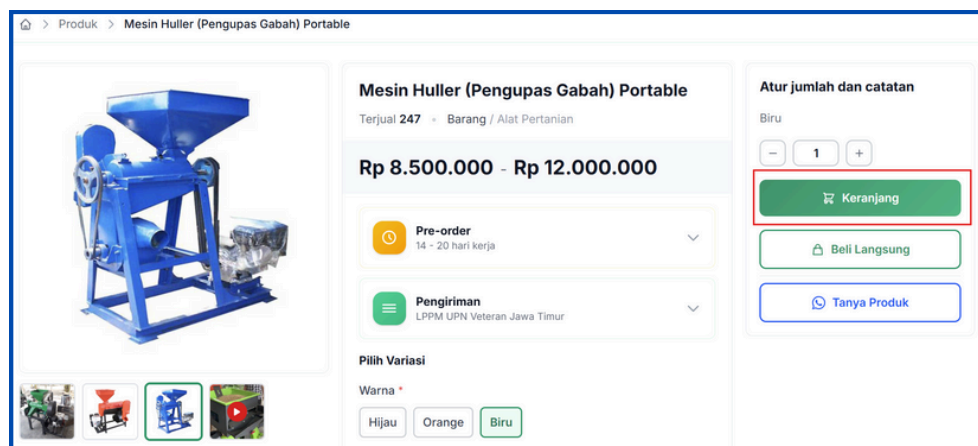 Produk > Mesin Huller (Pengupas Gabah) Portable
Mesin Huller (Pengupas Gabah) Portable
Terjual 247 • Barang / Alat Pertanian
Rp 8.500.000 - Rp 12.000.000
Pre-order
14 - 20 hari kerja
Pengiriman
LPPM UPN Veteran Jawa Timur
Pilih Variasi
Warna *
Hijau Orange Biru
Atur jumlah dan catatan
Biru
- 1 +
Keranjang
Beli Langsung
Tanya Produk